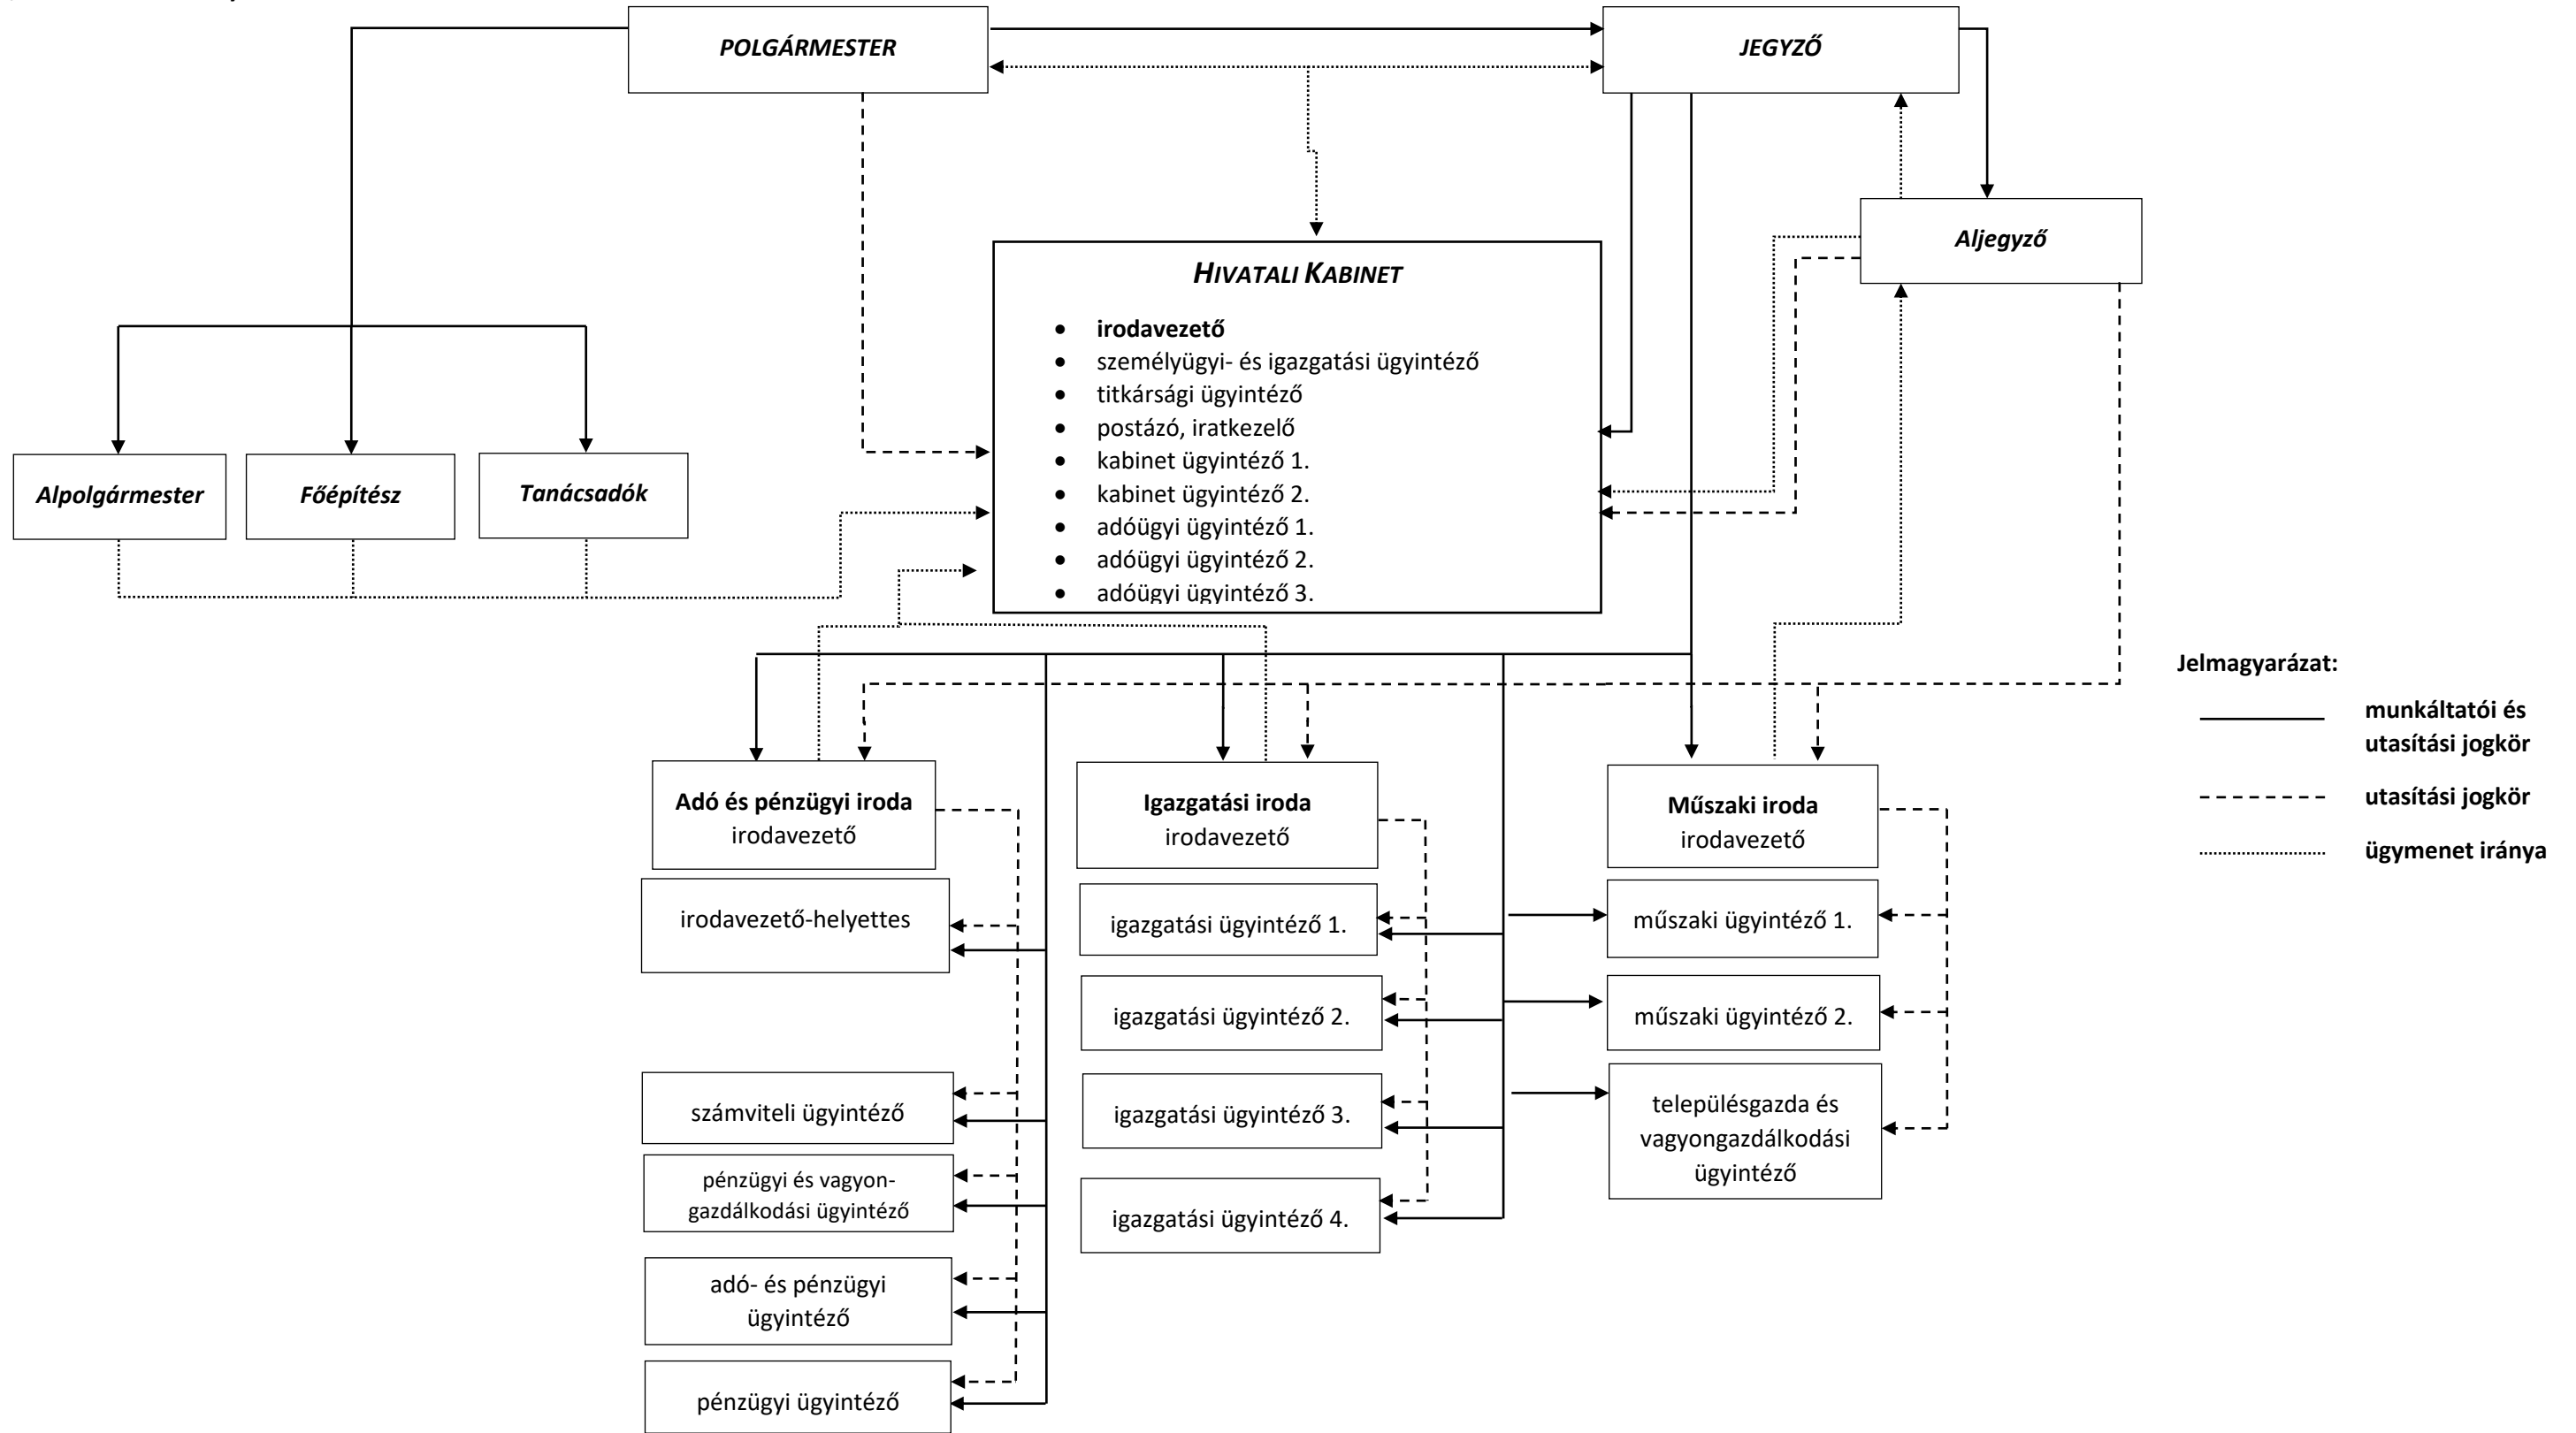 POLGÁRMESTER
JEGYZŐ
Aljegyző
HIVATALI KABINET
• irodavezető
• személyügyi- és igazgatási ügyintéző
• titkársági ügyintéző
• postázó, iratkezelő
• kabinet ügyintéző 1.
• kabinet ügyintéző 2.
• adóügyi ügyintéző 1.
• adóügyi ügyintéző 2.
• adóügyi ügyintéző 3.
Alpolgármester
Főépítész
Tanácsadók
Jelmagyarázat:
munkáltatói és
utasítási jogkör
utasítási jogkör
ügymenet iránya
Adó és pénzügyi iroda
irodavezető
irodavezető-helyettes
számviteli ügyintéző
pénzügyi és vagyon-
gazdálkodási ügyintéző
adó- és pénzügyi
ügyintéző
pénzügyi ügyintéző
Igazgatási iroda
irodavezető
igazgatási ügyintéző 1.
igazgatási ügyintéző 2.
igazgatási ügyintéző 3.
igazgatási ügyintéző 4.
Műszaki iroda
irodavezető
műszaki ügyintéző 1.
műszaki ügyintéző 2.
településgazda és
vagyongazdálkodási
ügyintéző